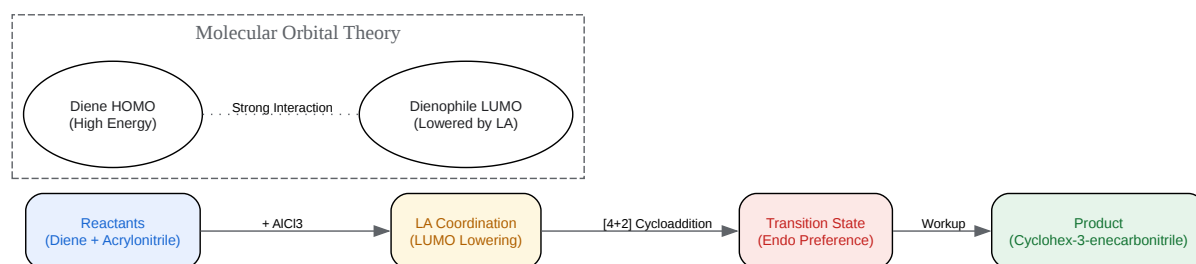 Molecular Orbital Theory
Diene HOMO
(High Energy)
Strong Interaction
Dienophile LUMO
(Lowered by LA)
Reactants
(Diene + Acrylonitrile)
+ AlCl3
LA Coordination
(LUMO Lowering)
[4+2] Cycloaddition
Transition State
(Endo Preference)
Workup
Product
(Cyclohex-3-enecarbonitrile)